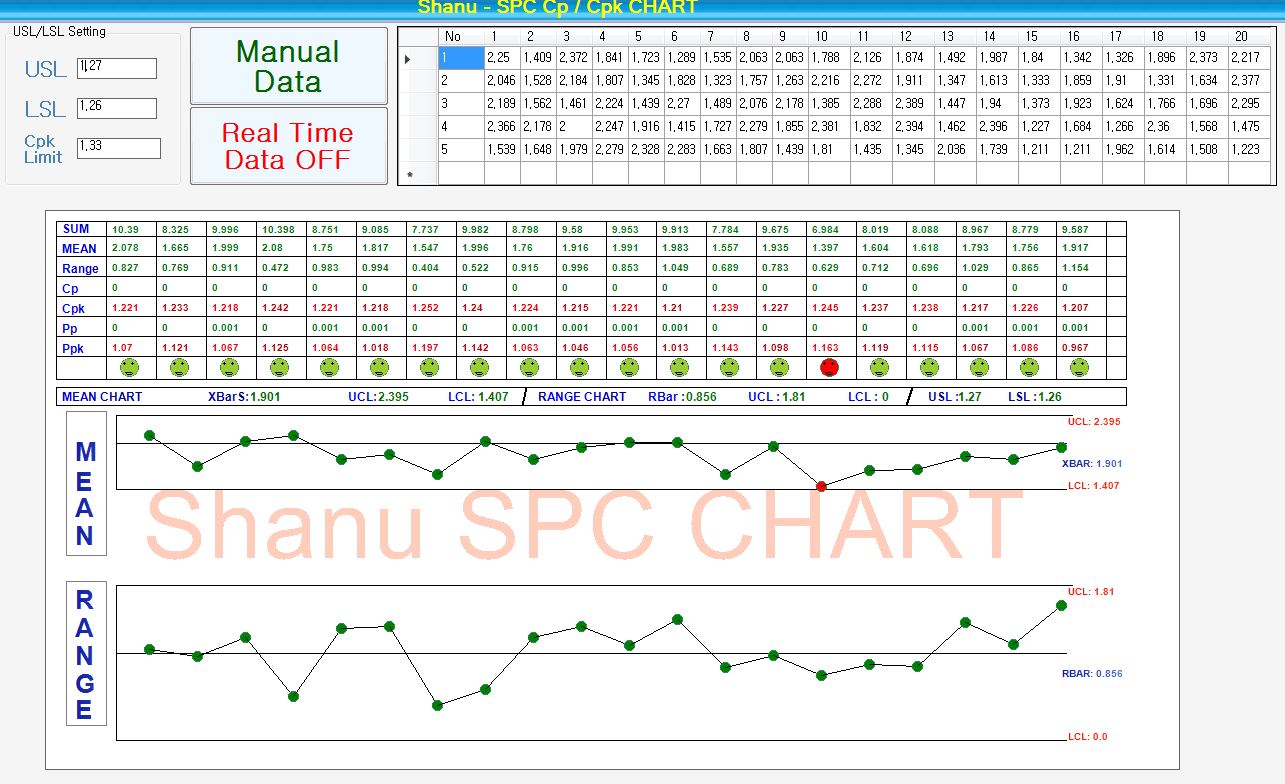 Shanu - SPC Cp / Cpk CHART
USL/LSL Setting
USL 1,27
LSL 1,26
Cpk Limit 1,33
Manual
Data
Real Time
Data OFF
No 1 2 3 4 5 6 7 8 9 10 11 12 13 14 15 16 17 18 19 20
1 2,25 1,409 2,372 1,841 1,723 1,289 1,535 2,063 2,063 1,788 2,126 1,874 1,492 1,987 1,84 1,342 1,326 1,896 2,373 2,217
2 2,046 1,528 2,184 1,807 1,345 1,828 1,323 1,757 1,263 2,216 2,272 1,911 1,347 1,613 1,333 1,859 1,91 1,331 1,634 2,377
3 2,189 1,562 1,461 2,224 1,439 2,27 1,489 2,076 2,178 1,385 2,288 2,389 1,447 1,94 1,373 1,923 1,624 1,766 1,696 2,295
4 2,366 2,178 2 2,247 1,916 1,415 1,727 2,279 1,855 2,381 1,832 2,394 1,462 2,396 1,227 1,684 1,266 2,36 1,568 1,475
5 1,539 1,648 1,979 2,279 2,328 2,283 1,663 1,807 1,439 1,81 1,435 1,345 2,036 1,739 1,211 1,211 1,962 1,614 1,508 1,223
*
SUM 10.39 8.325 9.996 10.398 8.751 9.085 7.737 9.982 8.798 9.58 9.953 9.913 7.784 9.675 6.984 8.019 8.088 8.967 8.779 9.587
MEAN 2.078 1.665 1.999 2.08 1.75 1.817 1.547 1.996 1.76 1.916 1.991 1.983 1.557 1.935 1.397 1.604 1.618 1.793 1.756 1.917
Range 0.827 0.769 0.911 0.472 0.983 0.994 0.404 0.522 0.915 0.996 0.853 1.049 0.689 0.783 0.629 0.712 0.696 1.029 0.865 1.154
Cp 0 0 0 0 0 0 0 0 0 0 0 0 0 0 0 0 0 0 0 0
Cpk 1.221 1.233 1.218 1.242 1.221 1.218 1.252 1.24 1.224 1.215 1.221 1.21 1.239 1.227 1.245 1.237 1.238 1.217 1.226 1.207
Pp 0 0 0.001 0 0.001 0.001 0 0 0.001 0.001 0.001 0.001 0 0 0 0 0 0.001 0.001 0.001
Ppk 1.07 1.121 1.067 1.125 1.064 1.018 1.197 1.142 1.063 1.046 1.056 1.013 1.143 1.098 1.163 1.119 1.115 1.067 1.086 0.967
MEAN CHART XBarS:1.901 UCL:2.395 LCL: 1.407 / RANGE CHART RBar :0.856 UCL : 1.81 LCL : 0 / USL :1.27 LSL :1.26
MEAN
UCL: 2.395
XBAR: 1.901
LCL: 1.407
Shanu SPC CHART
RANGE
UCL: 1.81
RBAR: 0.856
LCL: 0.0